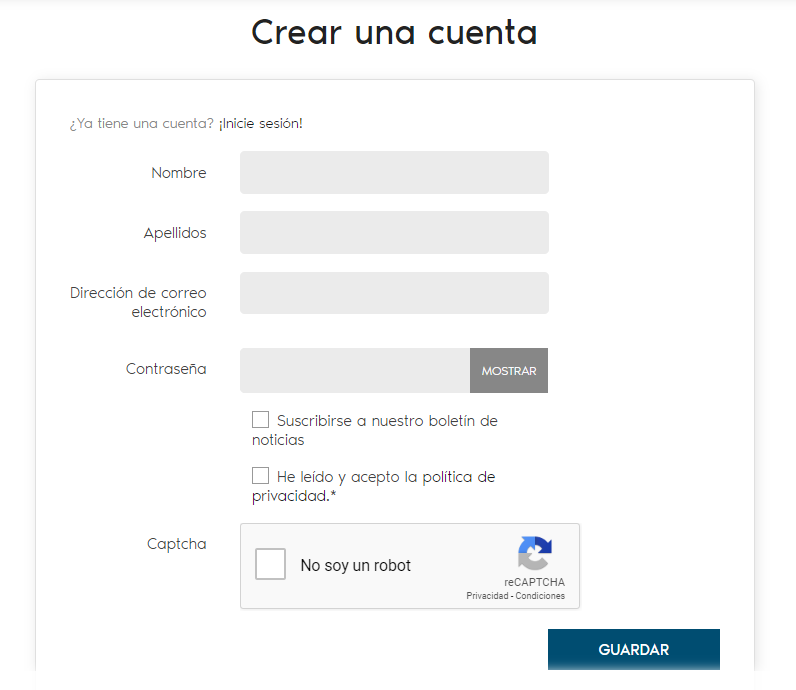 Crear una cuenta
¿Ya tiene una cuenta? ¡Inicie sesión!
Nombre
Apellidos
Dirección de correo
electrónico
Contraseña
MOSTRAR
Suscribirse a nuestro boletín de
noticias
He leído y acepto la política de
privacidad.*
Captcha
No soy un robot
reCAPTCHA
Privacidad - Condiciones
GUARDAR